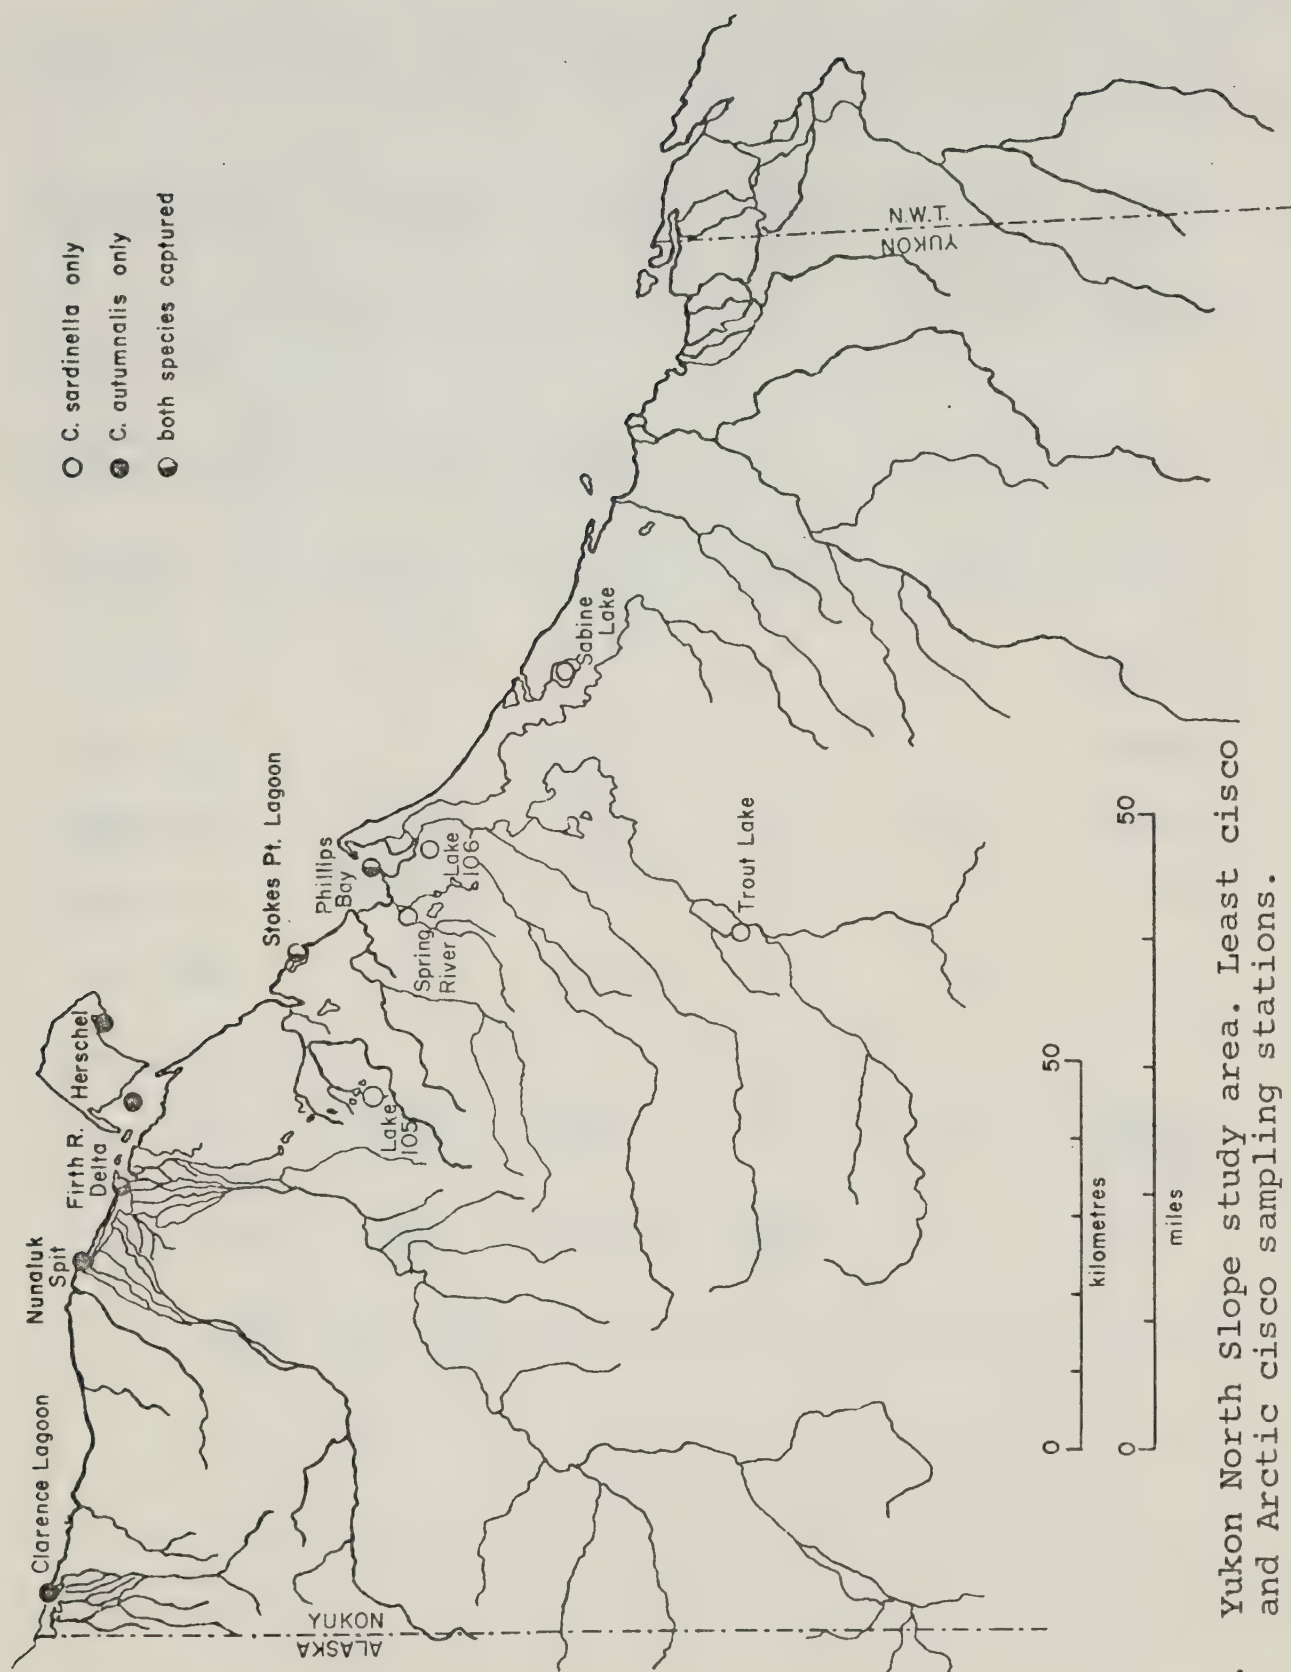 C. sardinella only
C. autumnalis only
both species captured
Clarence Lagoon
Nunaluk
Spit
Firth R.
Delta
Herschel
Stokes Pt. Lagoon
Phillips
Bay
Spring
River
Lake
106
Lake
105
Sabine
Lake
Trout Lake
ALASKA
YUKON
YUKON
N.W.T.
0
50
kilometres
0
50
miles
. Yukon North Slope study area. Least cisco
and Arctic cisco sampling stations.